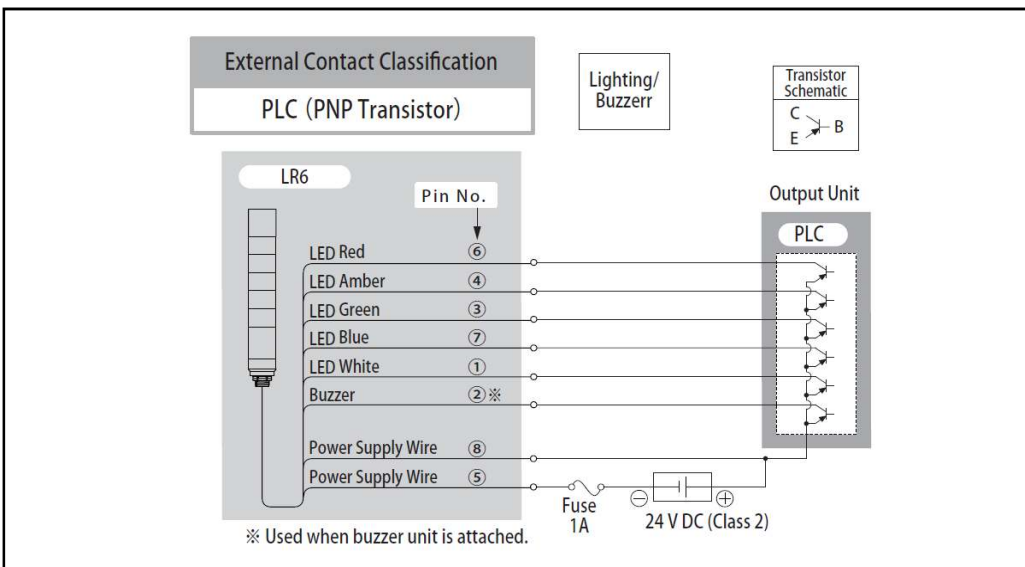 External Contact Classification
PLC (PNP Transistor)
Lighting/
Buzzerr
Transistor
Schematic
C
E
B
LR6
Pin No.
Output Unit
PLC
LED Red ⑥
LED Amber ④
LED Green ③
LED Blue ⑦
LED White ①
Buzzer ②※
Power Supply Wire ⑧
Power Supply Wire ⑤
Fuse
1A
⊖ ⊕
24 V DC (Class 2)
※ Used when buzzer unit is attached.